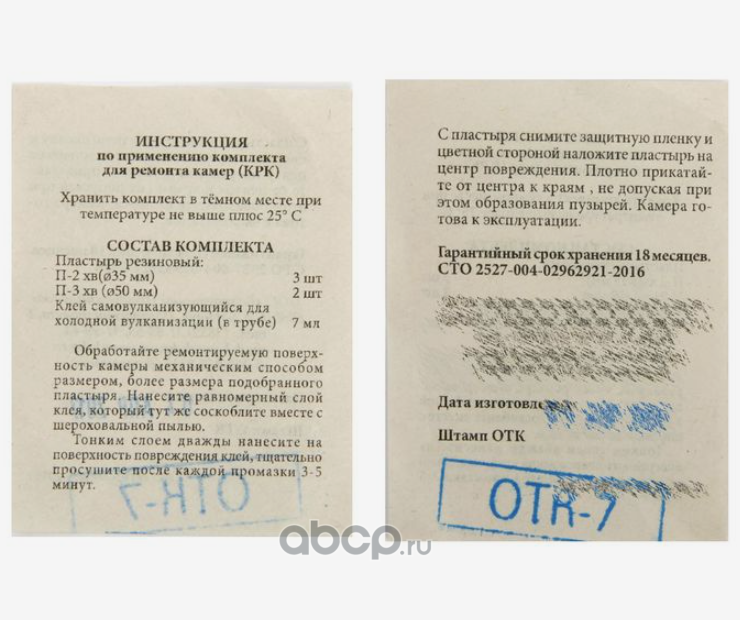 ИНСТРУКЦИЯ
по применению комплекта
для ремонта камер (КРК)
Хранить комплект в тёмном месте при
температуре не выше плюс 25° С
СОСТАВ КОМПЛЕКТА
Пластырь резиновый:
П-2 хв(ø35 мм) 3 шт
П-3 хв (ø50 мм) 2 шт
Клей самовулканизующийся для
холодной вулканизации (в тубе) 7 мл
Обработайте ремонтируемую поверх-
ность камеры механическим способом
размером, более размера подобранного
пластыря. Нанесите равномерный слой
клея, который тут же соскоблите вместе с
шероховальной пылью.
Тонким слоем дважды нанесите на
поверхность повреждения клей, тщательно
просушите после каждой промазки 3-5
минут.
С пластыря снимите защитную пленку и
цветной стороной наложите пластырь на
центр повреждения. Плотно прикатай-
те от центра к краям , не допуская при
этом образования пузырей. Камера го-
това к эксплуатации.
Гарантийный срок хранения 18 месяцев.
СТО 2527-004-02962921-2016
Дата
Штамп ОТК
OTK-7
abcp.ru